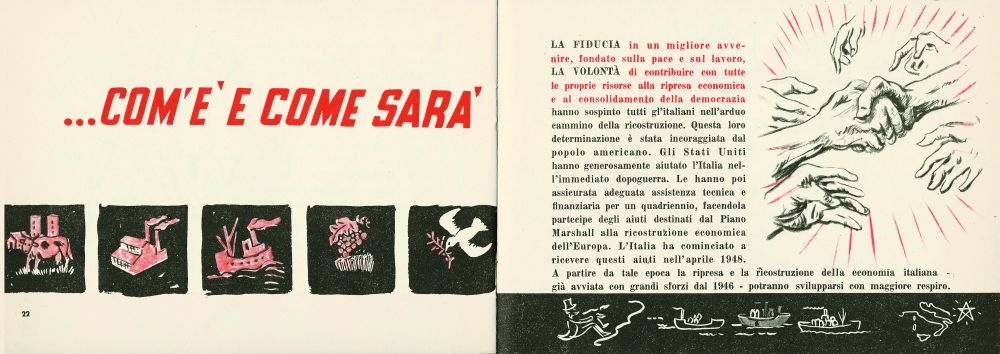 ...COM'E' E COME SARA'
22
LA FIDUCIA in un migliore avve-
nire, fondato sulla pace e sul lavoro,
LA VOLONTÀ di contribuire con tutte
le proprie risorse alla ripresa economica
e al consolidamento della democrazia
hanno sospinto tutti gl'italiani nell'arduo
cammino della ricostruzione. Questa loro
determinazione è stata incoraggiata dal
popolo americano. Gli Stati Uniti
hanno generosamente aiutato l'Italia nel-
l'immediato dopoguerra. Le hanno poi
assicurata adeguata assistenza tecnica e
finanziaria per un quadriennio, facendola
partecipe degli aiuti destinati dal Piano
Marshall alla ricostruzione economica
dell'Europa. L'Italia ha cominciato a
ricevere questi aiuti nell'aprile 1948.
A partire da tale epoca la ripresa e la ricostruzione della economia italiana -
già avviata con grandi sforzi dal 1946 - potranno svilupparsi con maggiore respiro.